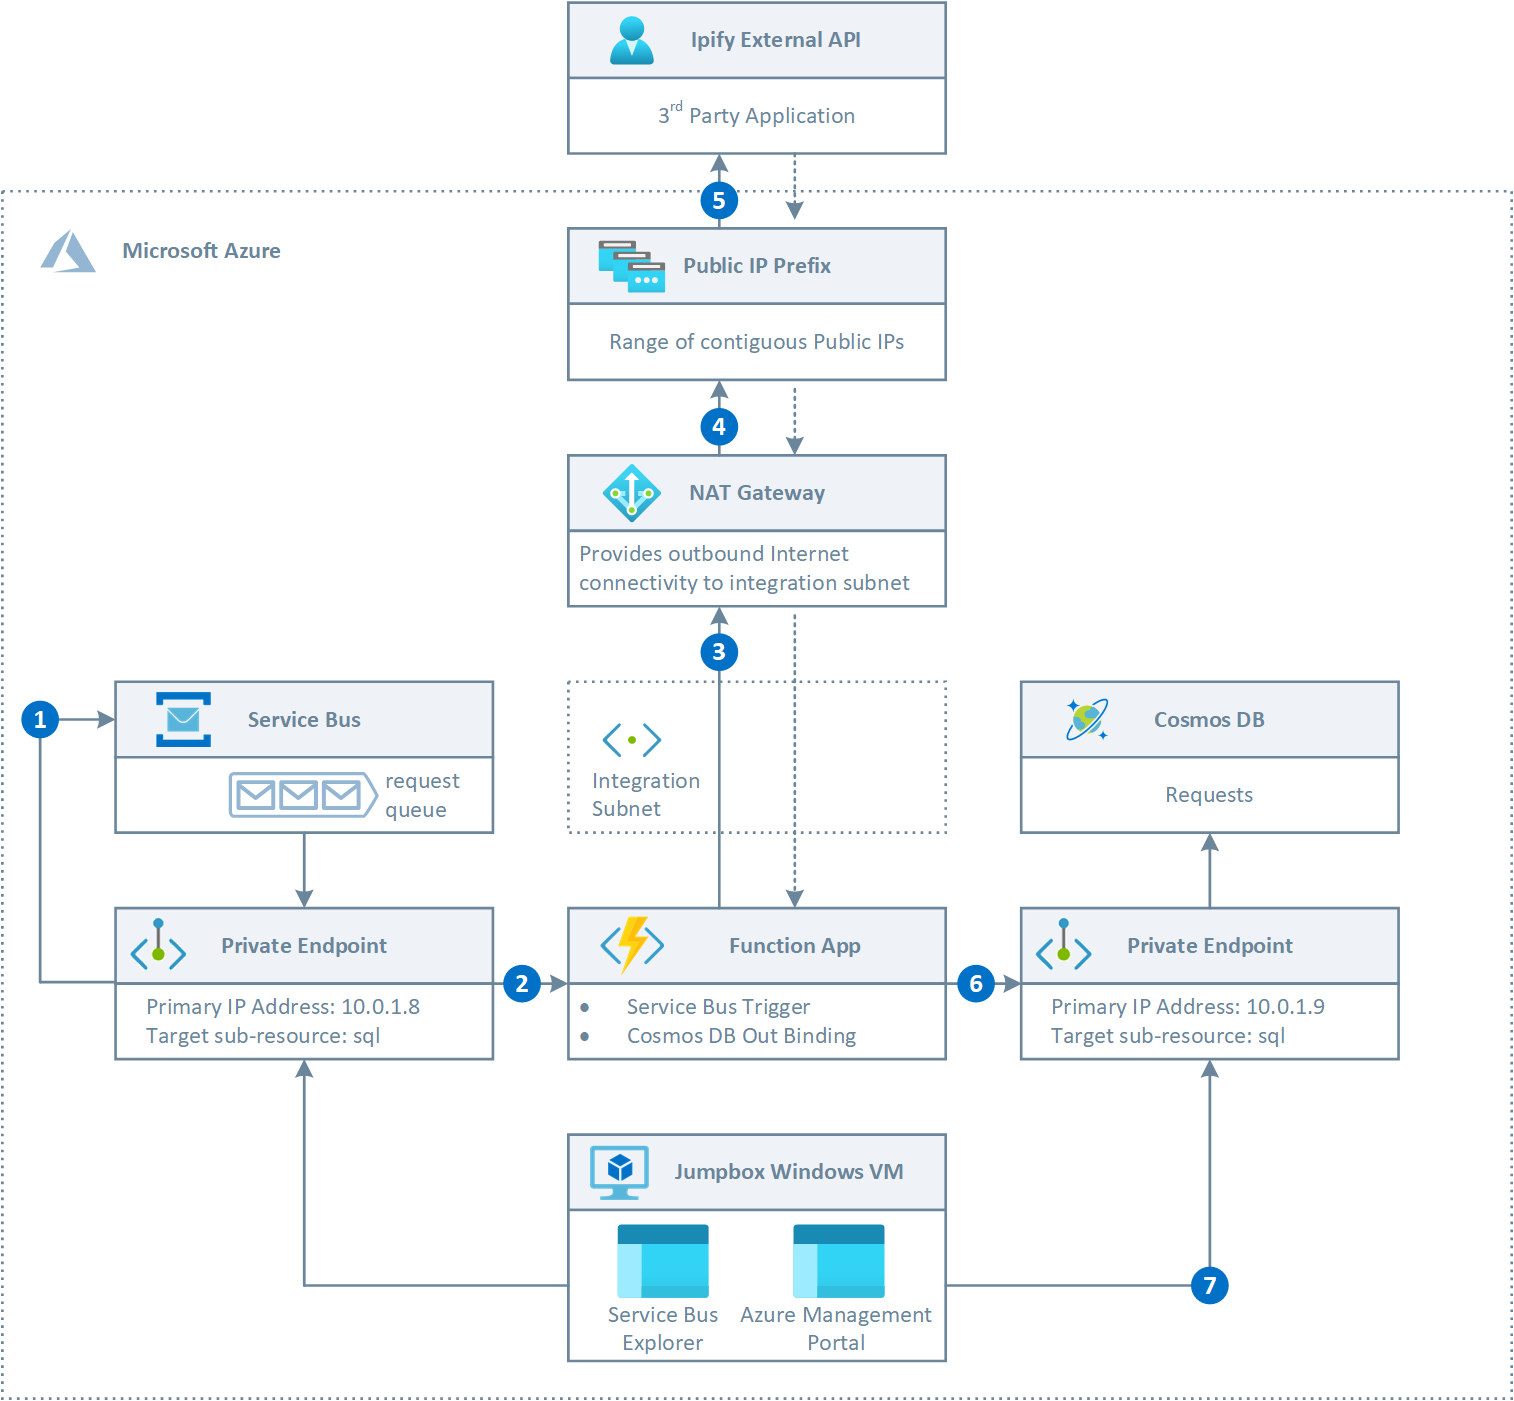 Ipify External API
3rd Party Application
5
Microsoft Azure
Public IP Prefix
Range of contiguous Public IPs
4
NAT Gateway
Provides outbound Internet
connectivity to integration subnet
3
1
Service Bus
request
queue
Integration
Subnet
Cosmos DB
Requests
Private Endpoint
Primary IP Address: 10.0.1.8
Target sub-resource: sql
2
Function App
• Service Bus Trigger
• Cosmos DB Out Binding
6
Private Endpoint
Primary IP Address: 10.0.1.9
Target sub-resource: sql
Jumpbox Windows VM
Service Bus
Explorer
Azure Management
Portal
7